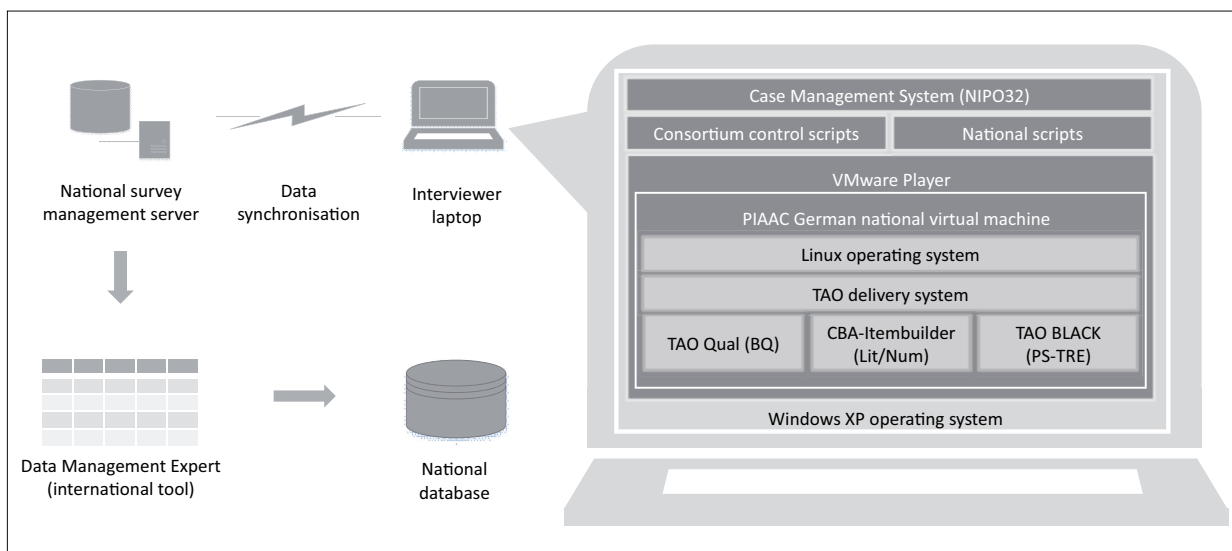 National survey
management server
Data
synchronisation
Interviewer
laptop
Data Management Expert
(international tool)
National
database
Case Management System (NIPO32)
Consortium control scripts
National scripts
VMware Player
PIAAC German national virtual machine
Linux operating system
TAO delivery system
TAO Qual (BQ)
CBA-Itembuilder
(Lit/Num)
TAO BLACK
(PS-TRE)
Windows XP operating system